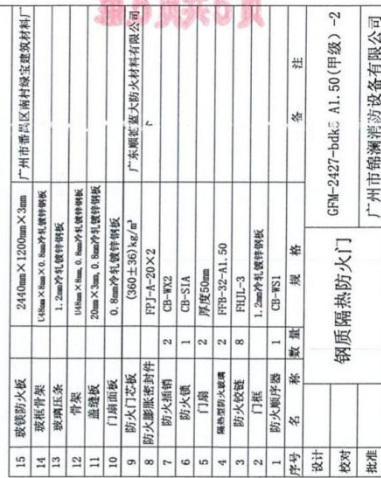 15 玻镁防火板 2440mm×1200mm×3mm 广州市番禺区南村绿宝建筑材料厂
14 玻框骨架 U48mm×8mm×0.8mm冷轧镀锌钢板
13 玻璃压条 1.2mm冷轧镀锌钢板
12 骨架 U48mm×8mm,0.8mm冷轧镀锌钢板
11 盖缝板 20mm×3mm,0.8mm冷轧镀锌钢板
10 门扇面板 0.8mm冷轧镀锌钢板
9 防火门芯板 (360±36)kg/m³ 广东顺德蓝大防火材料有限公司
8 防火膨胀密封件 FPJ-A-20×2
7 防火插销 2 CB-WX2
6 防火锁 1 CB-SIA
5 门扇 2 厚度50mm
4 隔热型防火玻璃 2 FFB-32-A1.50
3 防火铰链 8 FHJL-3
2 门框 1.2mm冷轧镀锌钢板
1 防火顺序器 1 CB-WS1
序号 名称 数量 规格 备注
设计
校对
批准
钢质隔热防火门
GFM-2427-bdk5 A1.50(甲级)-2
广州市锦澜消防设备有限公司